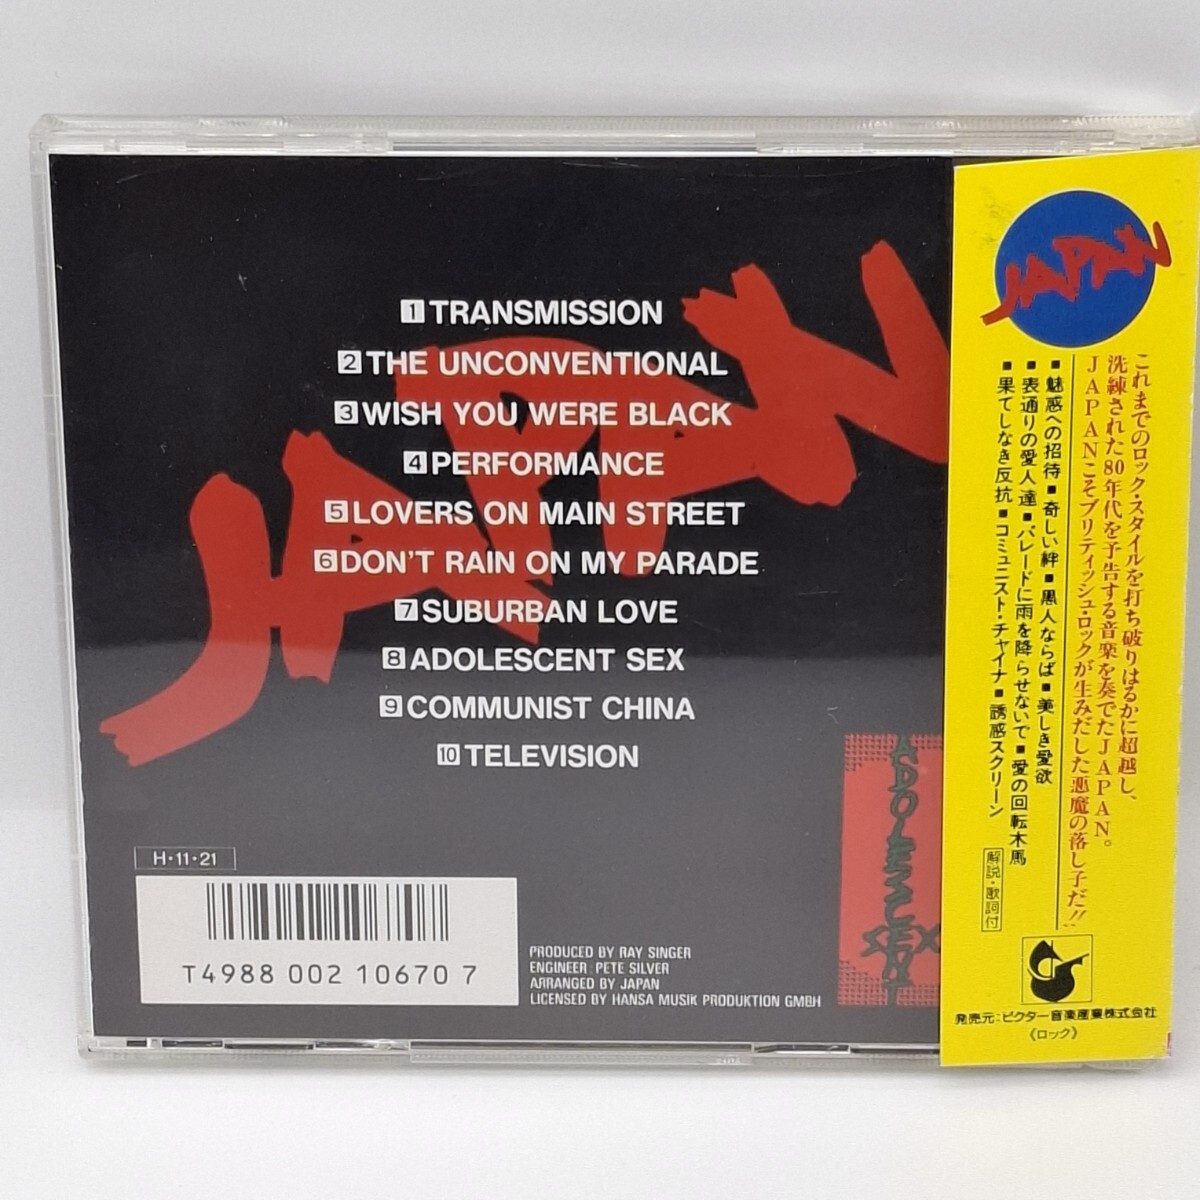 JAPAN
1 TRANSMISSION
2 THE UNCONVENTIONAL
3 WISH YOU WERE BLACK
4 PERFORMANCE
5 LOVERS ON MAIN STREET
6 DON'T RAIN ON MY PARADE
7 SUBURBAN LOVE
8 ADOLESCENT SEX
9 COMMUNIST CHINA
10 TELEVISION
H・11・21
T4988 002 10670 7
PRODUCED BY RAY SINGER
ENGINEER: PETE SILVER
ARRANGED BY JAPAN
LICENSED BY HANSA MUSIK PRODUKTION GMBH
ADOLESCENT
SEX
JAPAN
これまでのロック・スタイルを打ち破りはるかに超越し、
洗練された80年代を予告する音楽を奏でたJAPAN。
JAPANこそブリティッシュ・ロックが生みだした悪魔の落し子だ!!
■魅惑への招待■奇しい絆■黒人ならば■美しき愛欲
■表通りの愛人達■パレードに雨を降らせないで■愛の回転木馬
■果てしなき反抗■コミュニスト・チャイナ■誘惑スクリーン
解説・歌詞付
発売元:ビクター音楽産業株式会社
《ロック》